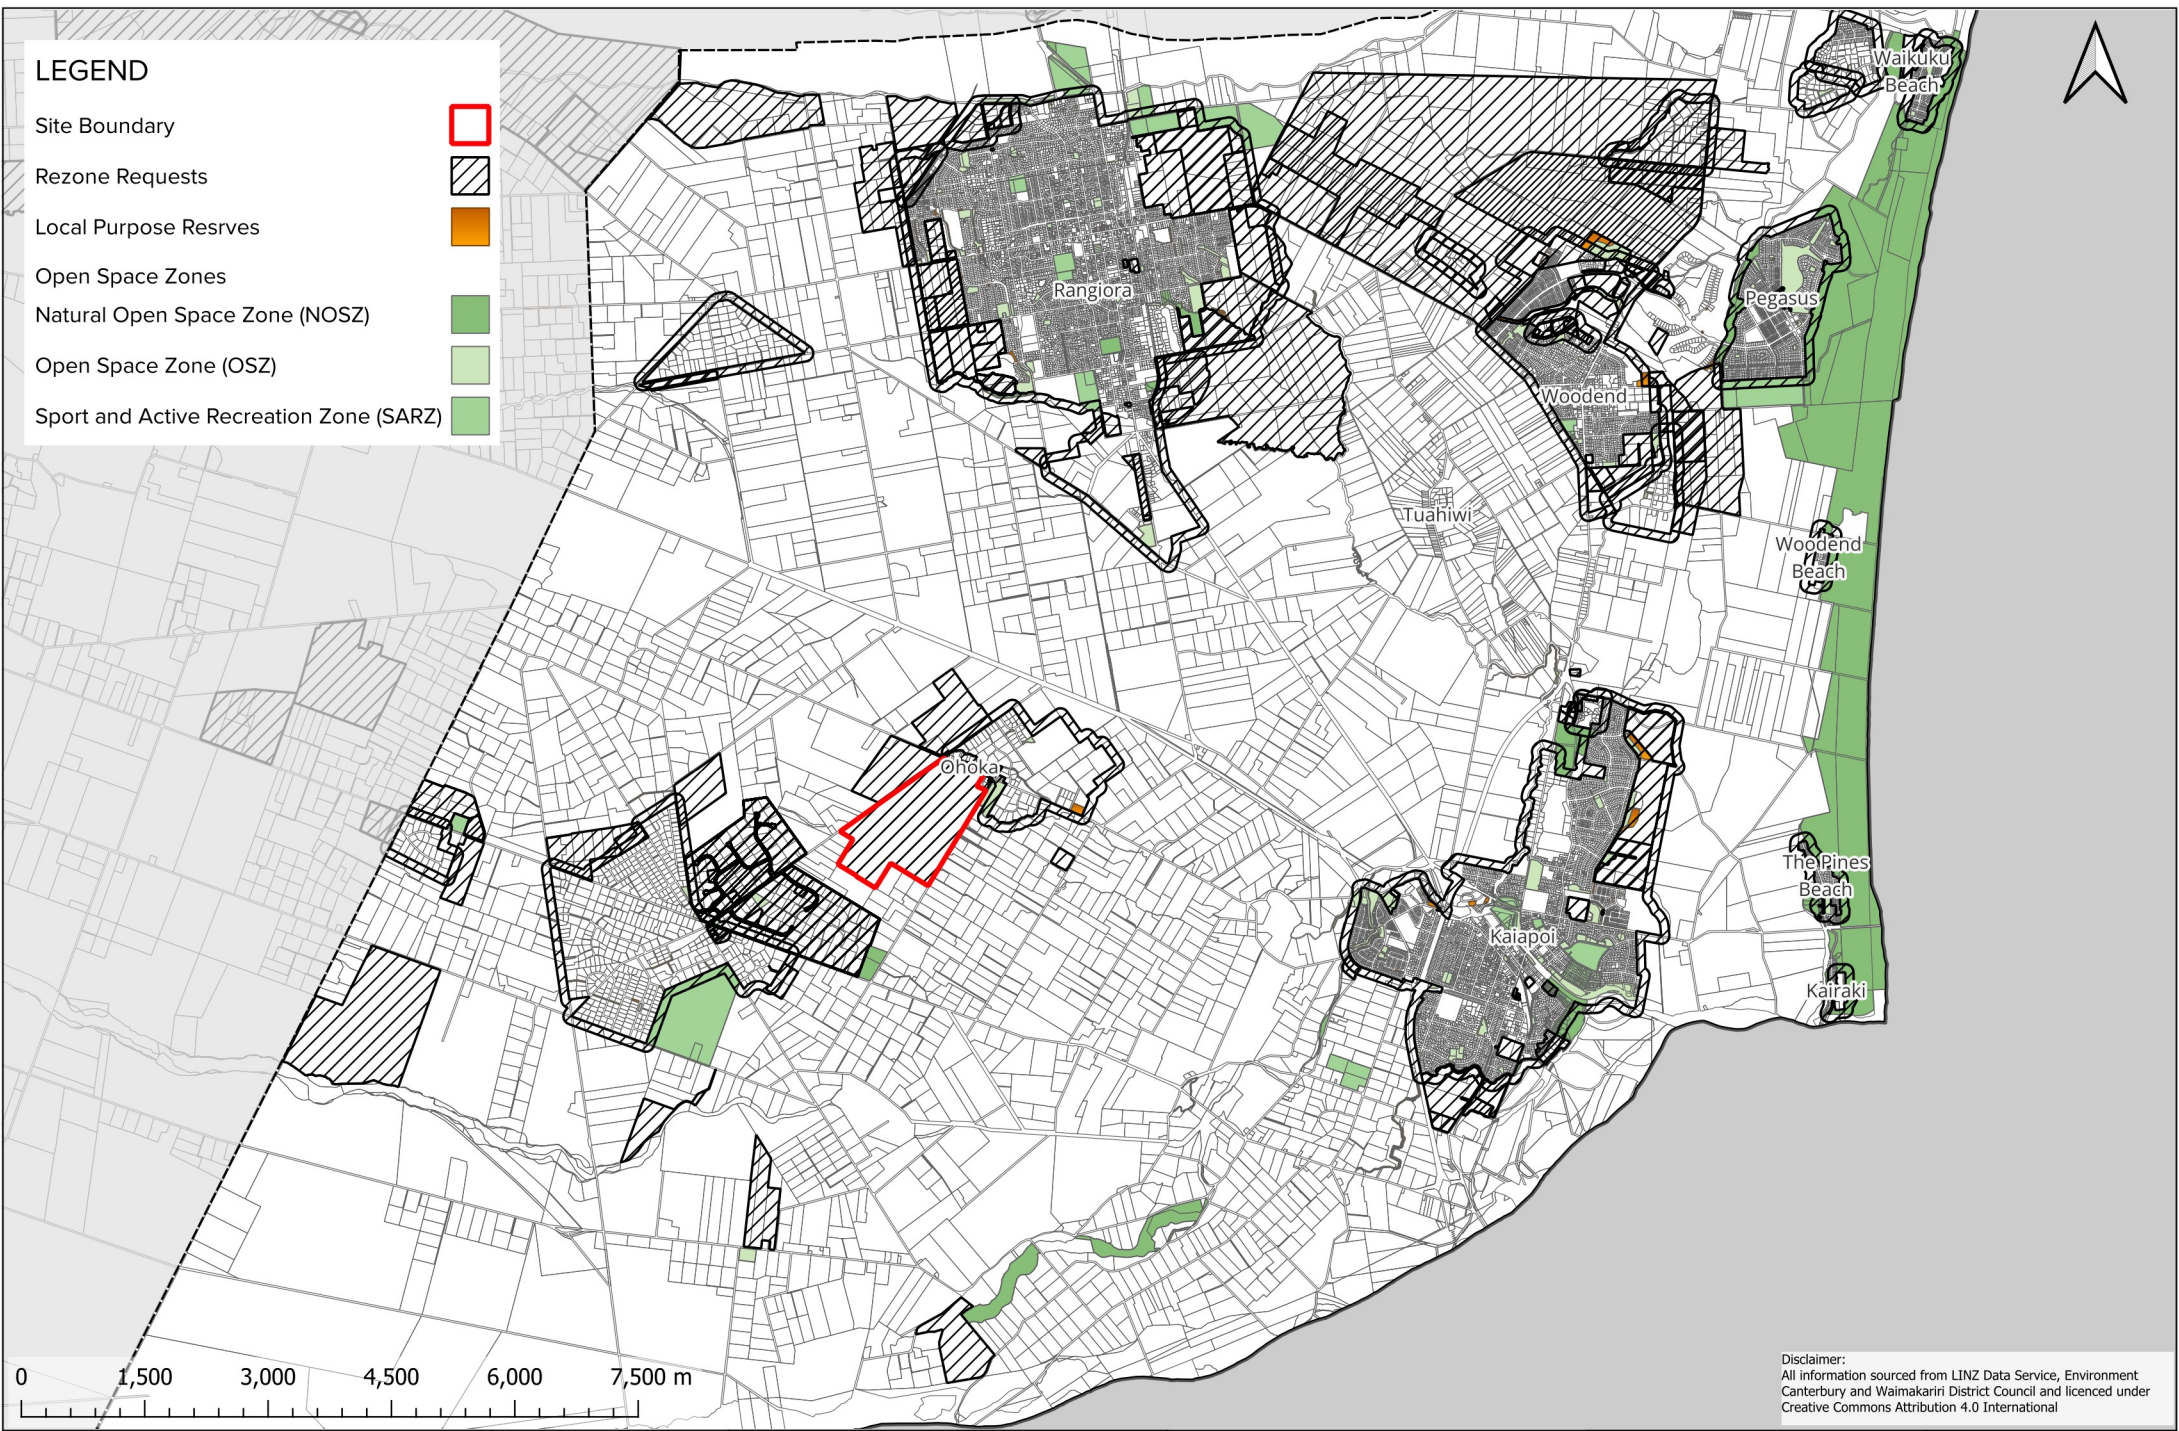 LEGEND
Site Boundary
Rezone Requests
Local Purpose Resrves
Open Space Zones
Natural Open Space Zone (NOSZ)
Open Space Zone (OSZ)
Sport and Active Recreation Zone (SARZ)
Waikuku
Beach
Rangiora
Pegasus
Woodend
Tuahiwi
Woodend
Beach
Ohoka
The Pines
Beach
Kaiapoi
Kairaki
0 1,500 3,000 4,500 6,000 7,500 m
Disclaimer:
All information sourced from LINZ Data Service, Environment
Canterbury and Waimakariri District Council and licenced under
Creative Commons Attribution 4.0 International